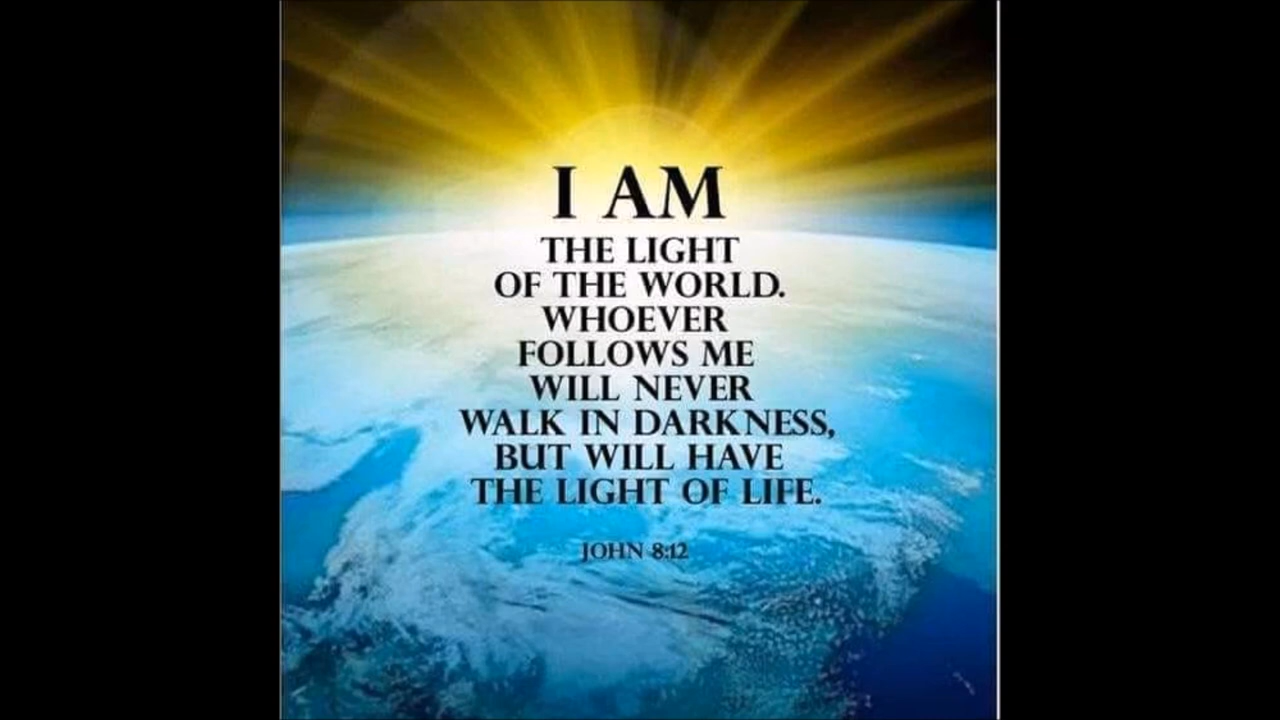 I AM
THE LIGHT
OF THE WORLD.
WHOEVER
FOLLOWS ME
WILL NEVER
WALK IN DARKNESS,
BUT WILL HAVE
THE LIGHT OF LIFE.
JOHN 8:12